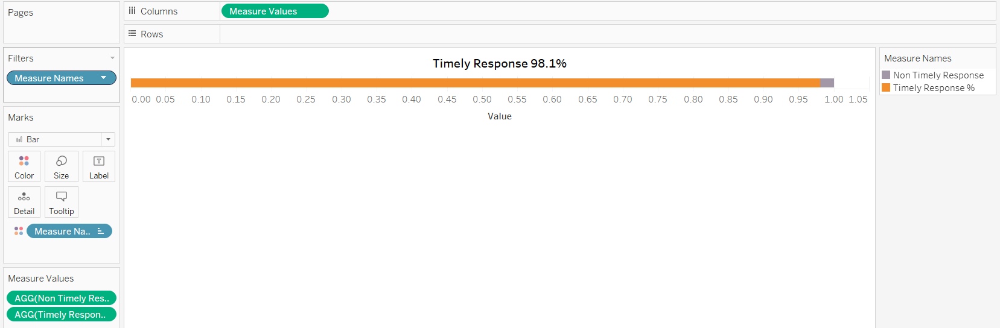 Pages
Columns
Measure Values
Rows
Filters
Measure Names
Marks
Bar
Color
Size
Label
Detail
Tooltip
Measure Na..
Measure Values
AGG(Non Timely Res..
AGG(Timely Respon..
Timely Response 98.1%
0.00 0.05 0.10 0.15 0.20 0.25 0.30 0.35 0.40 0.45 0.50 0.55 0.60 0.65 0.70 0.75 0.80 0.85 0.90 0.95 1.00 1.05
Value
Measure Names
Non Timely Response
Timely Response %